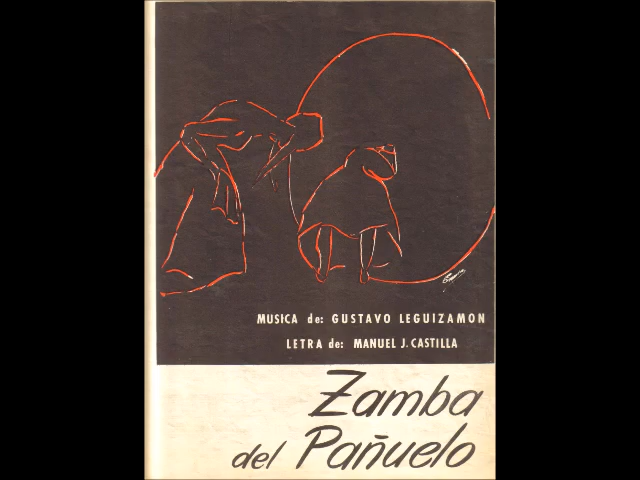 MUSICA de: GUSTAVO LEGUIZAMON
LETRA de: MANUEL J. CASTILLA
Zamba
del Pañuelo